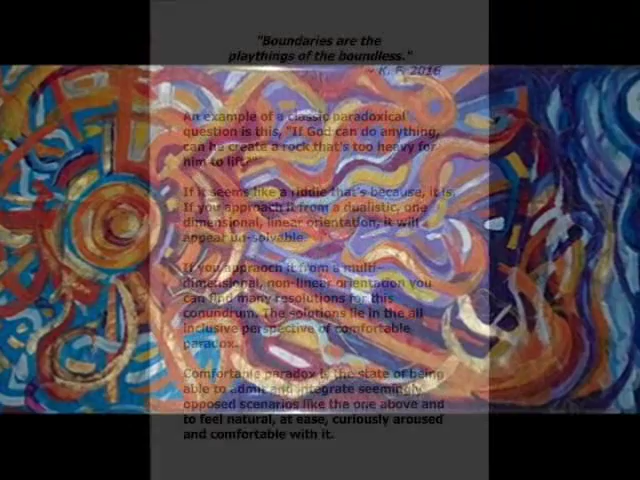 "Boundaries are the
playthings of the boundless."
~ K. F. 2016
An example of a classic paradoxical
question is this, "If God can do anything,
can he create a rock that's too heavy for
him to lift?"
If it seems like a riddle that's because, it is.
If you approach it from a dualistic, one
dimensional, linear orientation, it will
appear un-solvable.
If you appraoch it from a multi-
dimensional, non-linear orientation you
can find many resolutions for this
conundrum. The solutions lie in the all
inclusive perspective of comfortable
paradox.
Comfortable paradox is the state of being
able to admit and integrate seemingly
opposed scenarios like the one above and
to feel natural, at ease, curiously aroused
and comfortable with it.